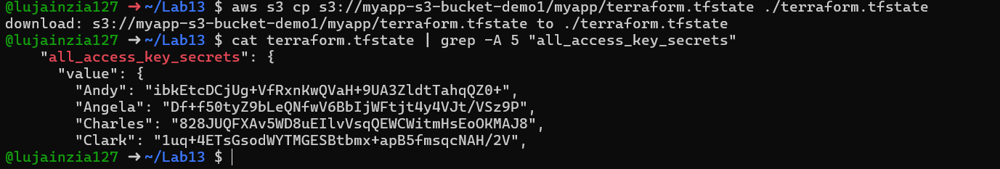 @lujainzia127 ➜ ~/Lab13 $ aws s3 cp s3://myapp-s3-bucket-demo1/myapp/terraform.tfstate ./terraform.tfstate
download: s3://myapp-s3-bucket-demo1/myapp/terraform.tfstate to ./terraform.tfstate
@lujainzia127 ➜ ~/Lab13 $ cat terraform.tfstate | grep -A 5 "all_access_key_secrets"
    "all_access_key_secrets": {
      "value": {
        "Andy": "ibkEtcDCjUg+VfRxnKwQVaH+9UA3ZldtTahqQZ0+",
        "Angela": "Df+f50tyZ9bLeQNfwV6BbIjWFtjt4y4VJt/VSz9P",
        "Charles": "828JUQFXAv5WD8uEIlvVsqQEWCWitmHsEoOKMAJ8",
        "Clark": "1uq+4ETsGsodWYTMGESBtbmx+apB5fmsqcNAH/2V",
@lujainzia127 ➜ ~/Lab13 $